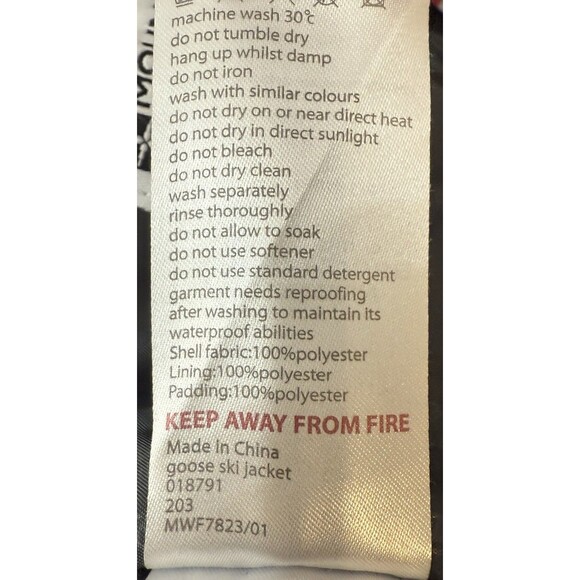 machine wash 30℃
do not tumble dry
hang up whilst damp
do not iron
wash with similar colours
do not dry on or near direct heat
do not dry in direct sunlight
do not bleach
do not dry clean
wash separately
rinse thoroughly
do not allow to soak
do not use softener
do not use standard detergent
garment needs reproofing
after washing to maintain its
waterproof abilities
Shell fabric:100%polyester
Lining:100%polyester
Padding:100%polyester
KEEP AWAY FROM FIRE
Made in China
goose ski jacket
018791
203
MWF7823/01